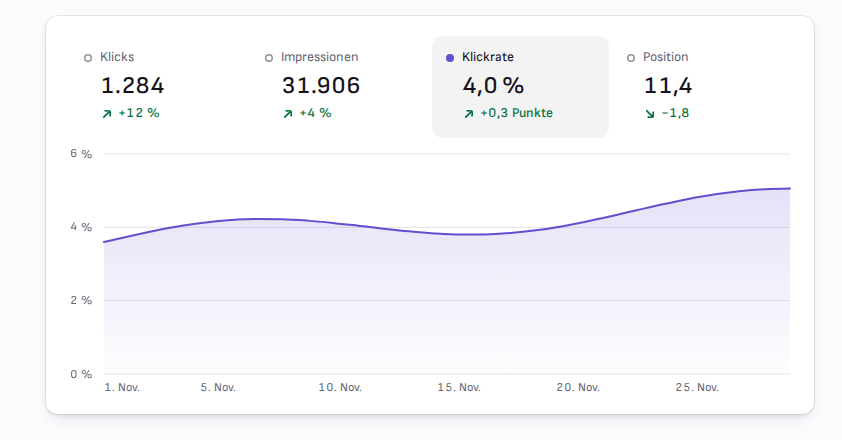 Klicks
1.284
+12 %
Impressionen
31.906
+4 %
Klickrate
4,0 %
+0,3 Punkte
Position
11,4
−1,8
6 %
4 %
2 %
0 %
1. Nov.
5. Nov.
10. Nov.
15. Nov.
20. Nov.
25. Nov.